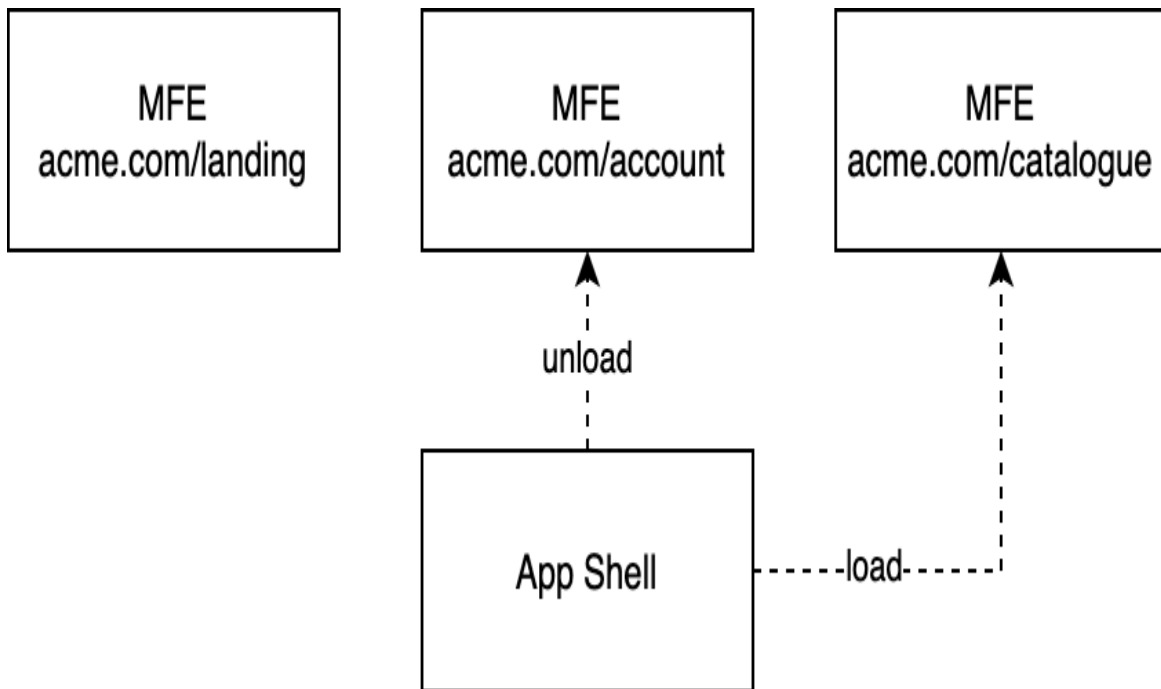 MFE
acme.com/landing
MFE
acme.com/account
MFE
acme.com/catalogue
unload
App Shell
load